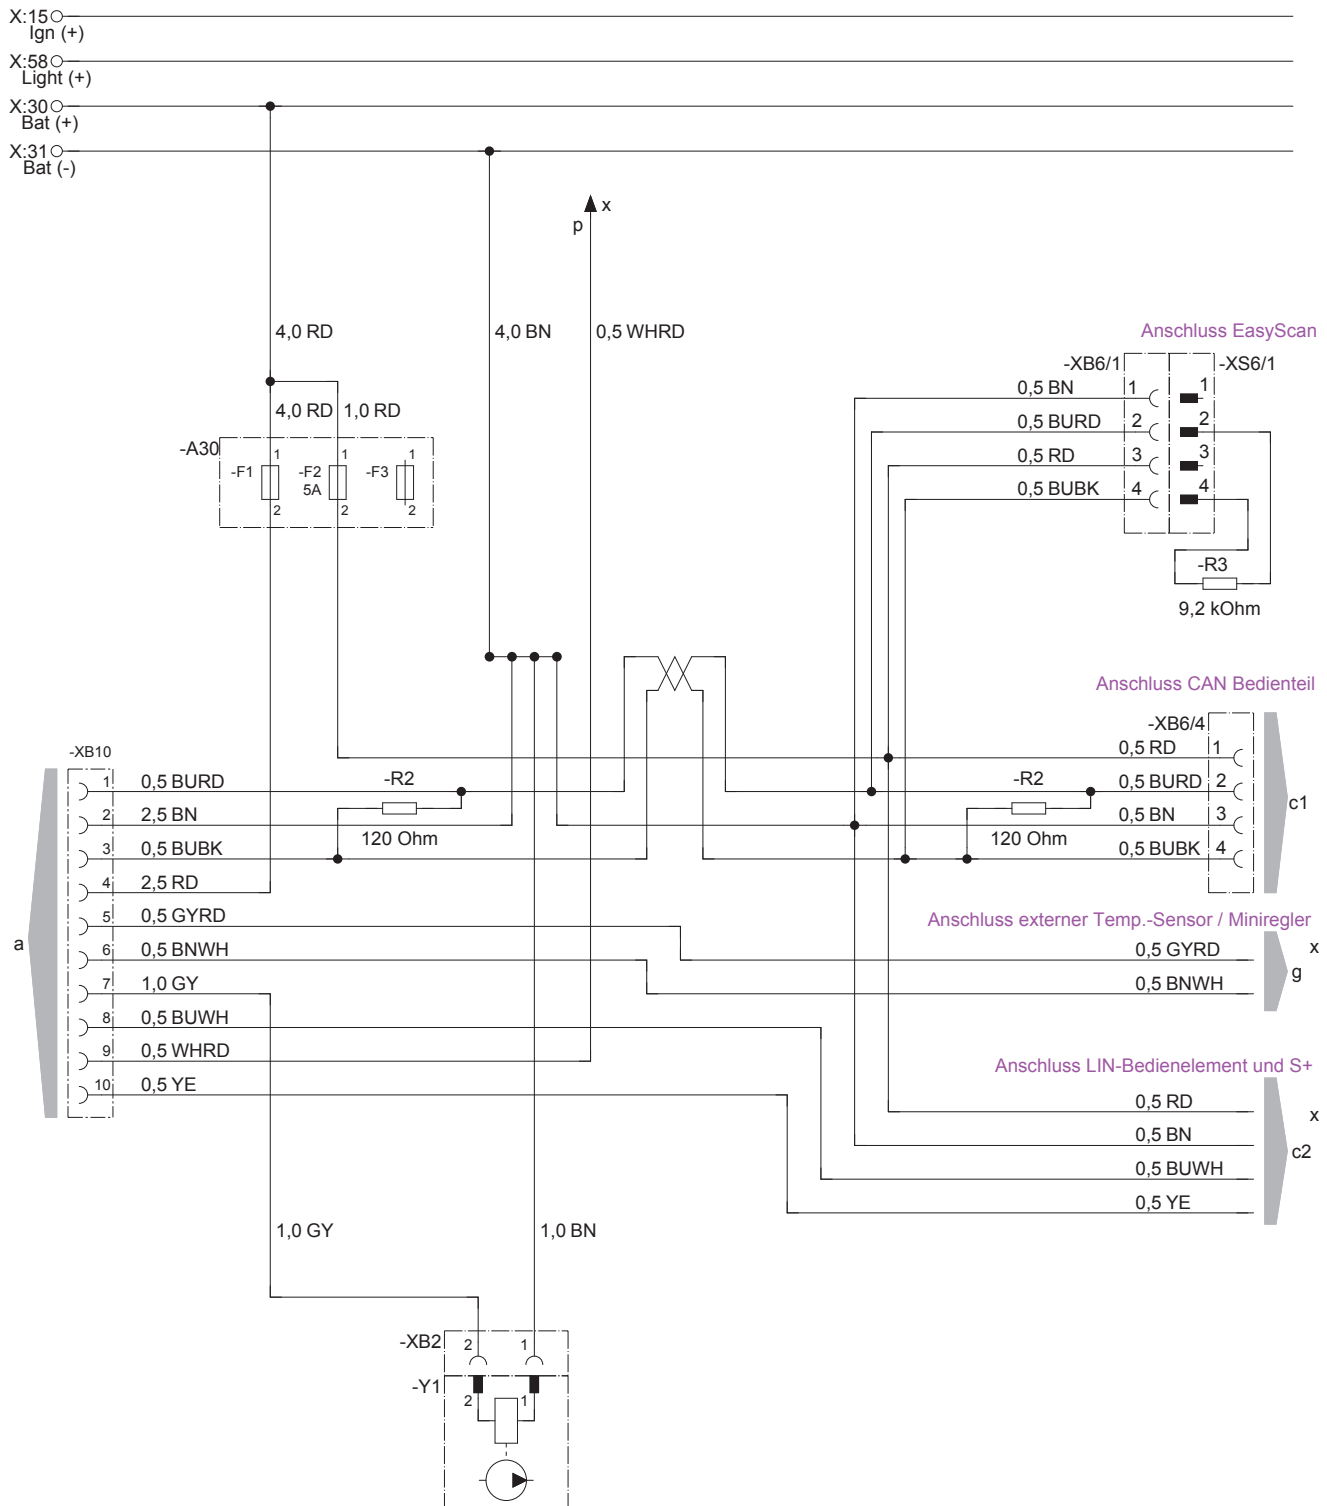 X:15
Ign (+)
X:58
Light (+)
X:30
Bat (+)
X:31
Bat (-)
x
p
4,0 RD
4,0 BN
0,5 WHRD
Anschluss EasyScan
-XB6/1
-XS6/1
0,5 BN 1 1
0,5 BURD 2 2
0,5 RD 3 3
0,5 BUBK 4 4
4,0 RD
1,0 RD
-A30
1 1 1
-F1
-F2
-F3
5A
2 2 2
-R3
9,2 kOhm
Anschluss CAN Bedienteil
-XB6/4
-XB10
0,5 RD 1
1 0,5 BURD
-R2
-R2
0,5 BURD 2
2 2,5 BN
120 Ohm
120 Ohm
0,5 BN 3
c1
3 0,5 BUBK
0,5 BUBK 4
4 2,5 RD
5 0,5 GYRD
Anschluss externer Temp.-Sensor / Miniregler
a
6 0,5 BNWH
0,5 GYRD
x
g
7 1,0 GY
0,5 BNWH
8 0,5 BUWH
9 0,5 WHRD
Anschluss LIN-Bedienelement und S+
10 0,5 YE
0,5 RD
x
0,5 BN
c2
0,5 BUWH
0,5 YE
1,0 GY
1,0 BN
-XB2
2 1
-Y1
2 1